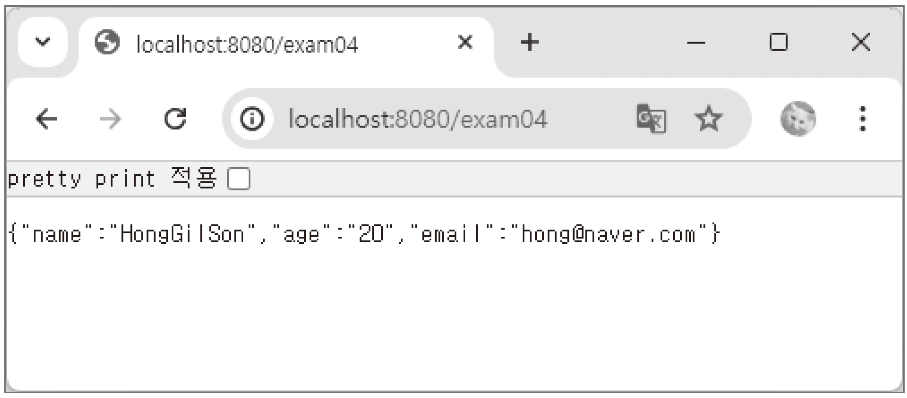 localhost:8080/exam04
localhost:8080/exam04
pretty print 적용
{"name":"HongGilSon","age":"20","email":"hong@naver.com"}